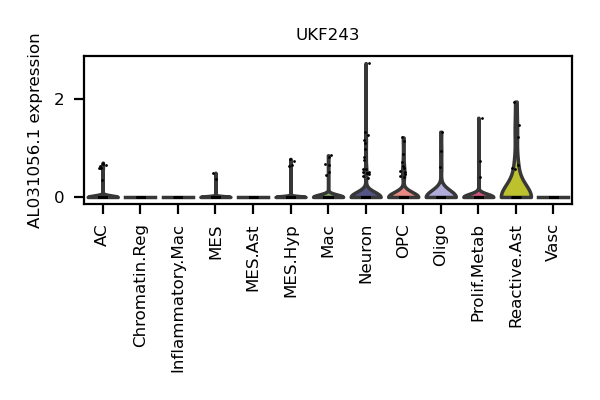 UKF243
AL031056.1 expression
2
0
AC
Chromatin.Reg
Inflammatory.Mac
MES
MES.Ast
MES.Hyp
Mac
Neuron
OPC
Oligo
Prolif.Metab
Reactive.Ast
Vasc